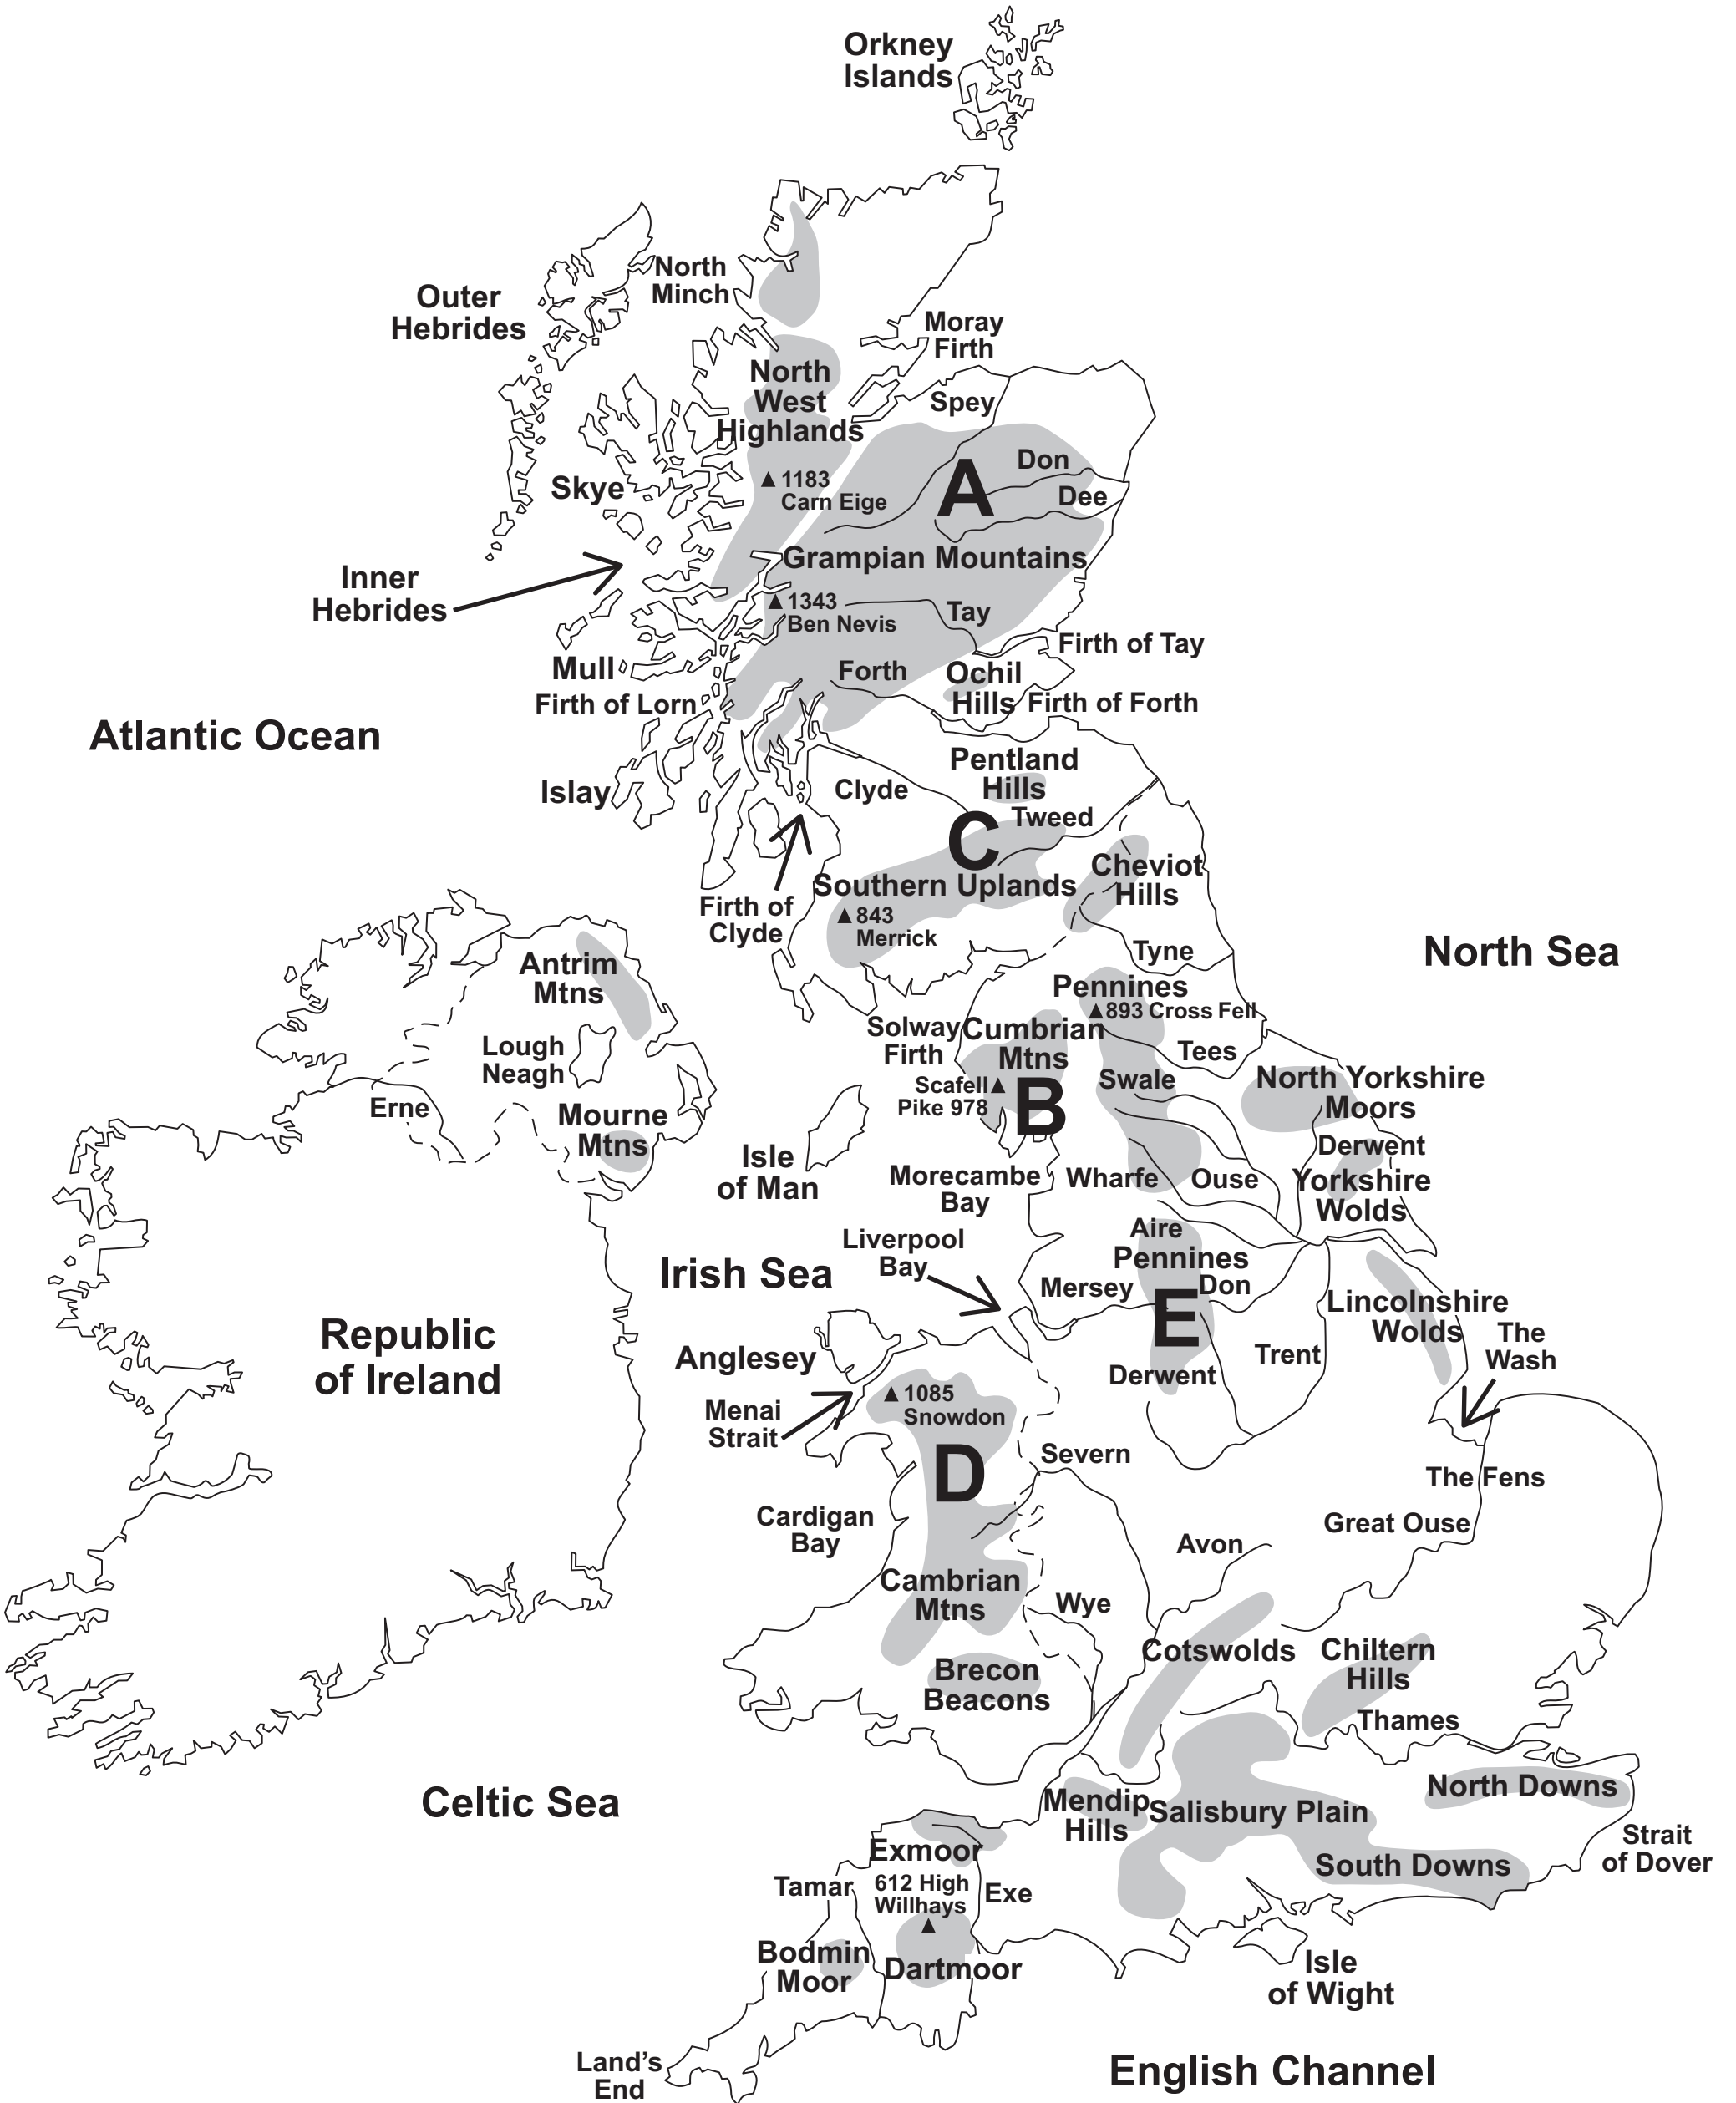 Orkney
Islands
North
Minch
Outer
Hebrides
Moray
Firth
North
West
Highlands
Spey
A
Don
Dee
Skye
1183
Carn Eige
Grampian Mountains
Inner
Hebrides
1343
Ben Nevis
Tay
Firth of Tay
Mull
Forth
Ochil
Hills
Firth of Lorn
Firth of Forth
Atlantic Ocean
Pentland
Hills
Islay
Clyde
Tweed
C
Cheviot
Hills
Southern Uplands
Firth of
Clyde
843
Merrick
Tyne
North Sea
Antrim
Mtns
Pennines
893 Cross Fell
Solway
Firth
Cumbrian
Mtns
Lough
Neagh
Tees
Swale
North Yorkshire
Moors
Scafell
Pike 978
B
Erne
Mourne
Mtns
Derwent
Isle
of Man
Morecambe
Bay
Wharfe
Ouse
Yorkshire
Wolds
Aire
Liverpool
Bay
Pennines
Irish Sea
Mersey
Don
E
Lincolnshire
Wolds
Republic
of Ireland
The
Wash
Anglesey
Trent
Derwent
Menai
Strait
1085
Snowdon
D
Severn
The Fens
Cardigan
Bay
Great Ouse
Avon
Cambrian
Mtns
Wye
Cotswolds
Chiltern
Hills
Brecon
Beacons
Thames
Celtic Sea
North Downs
Mendip
Hills
Salisbury Plain
Strait
of Dover
Exmoor
South Downs
Tamar
612 High
Willhays
Exe
Bodmin
Moor
Dartmoor
Isle
of Wight
Land's
End
English Channel